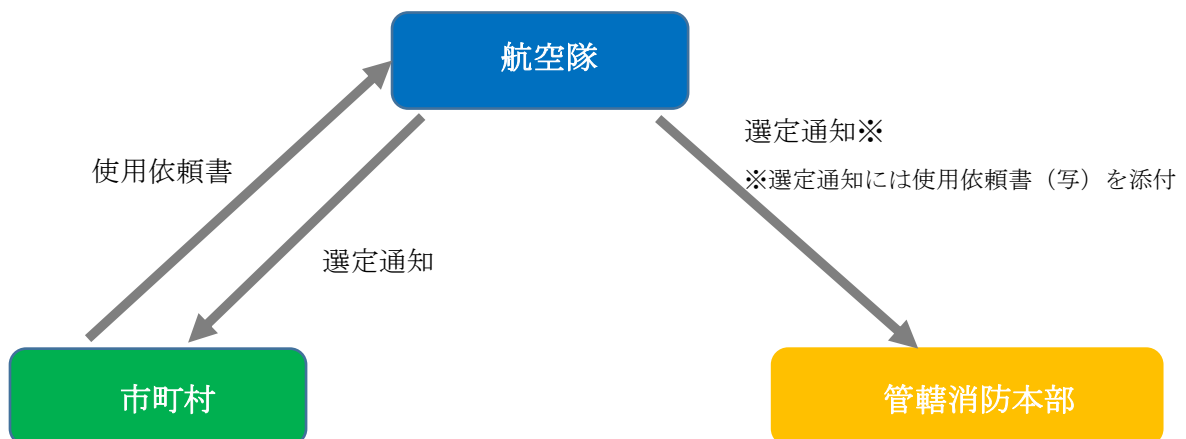 航空隊
選定通知※
使用依頼書
※選定通知には使用依頼書（写）を添付
選定通知
市町村
管轄消防本部